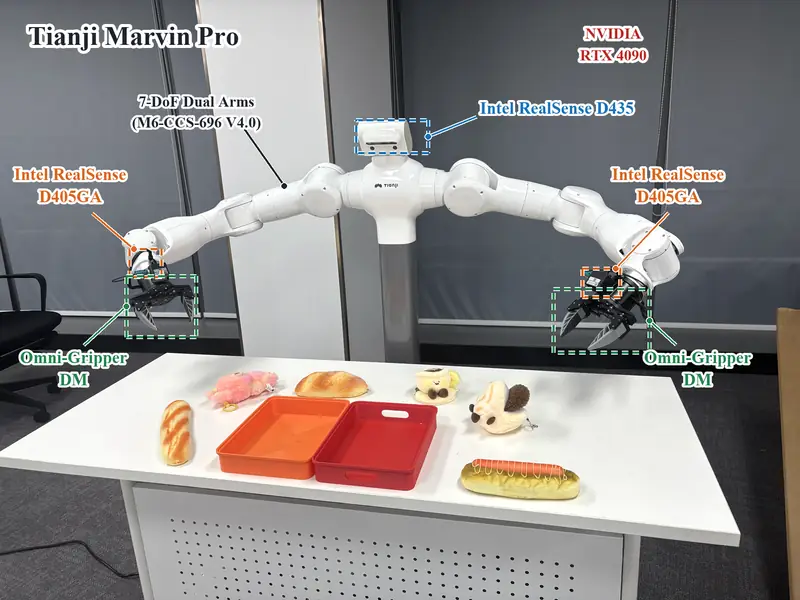 Tianji Marvin Pro
NVIDIA
RTX 4090
7-DoF Dual Arms
(M6-CCS-696 V4.0)
Intel RealSense D435
Intel RealSense
D405GA
Intel RealSense
D405GA
TIANJI
Omni-Gripper
DM
Omni-Gripper
DM